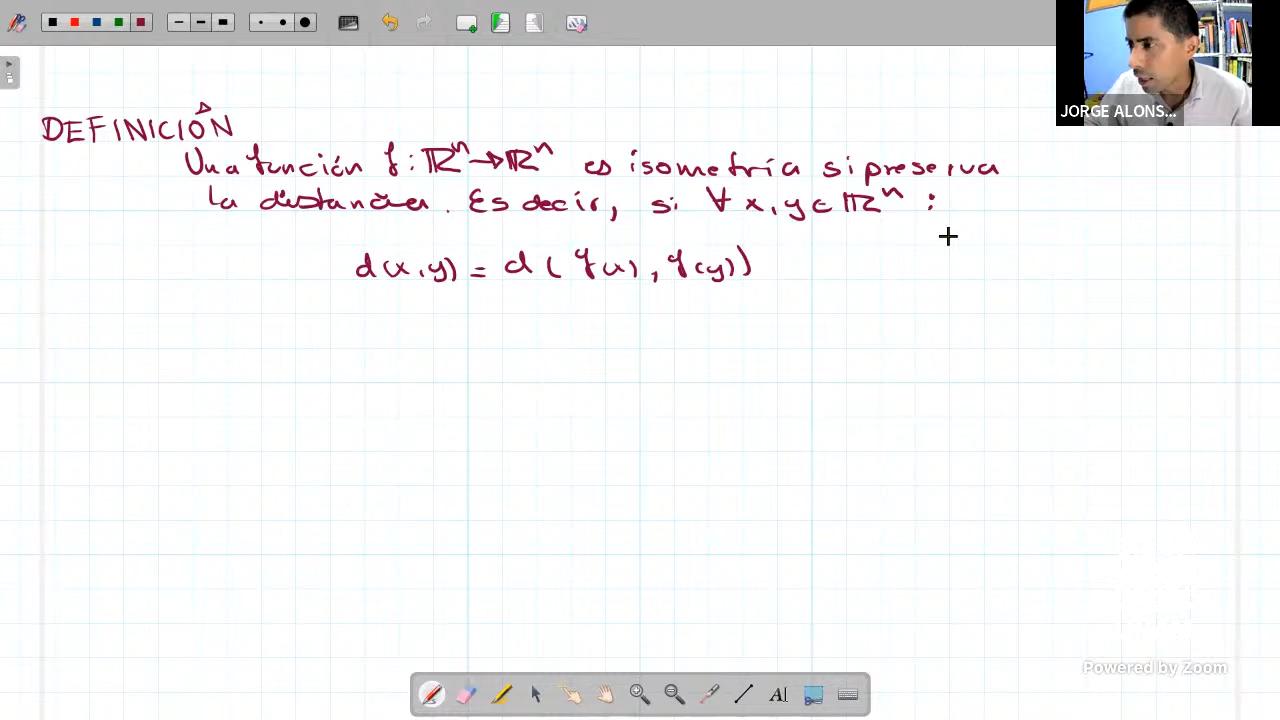 JORGE ALONS...
DEFINICIÓN
Una función f: ℝⁿ→ℝⁿ es isometría si preserva
la distancia. Es decir, si ∀ x, y ∈ ℝⁿ :
d(x,y) = d( f(x), f(y))
Powered by Zoom
AI